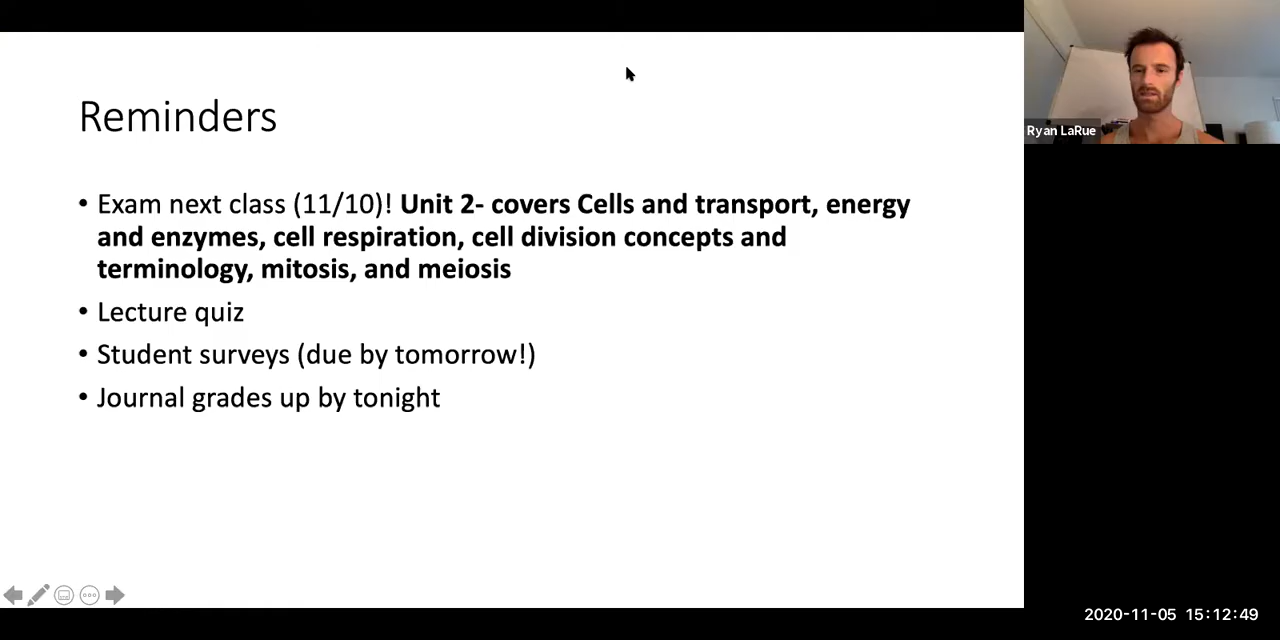 Reminders
• Exam next class (11/10)! Unit 2- covers Cells and transport, energy
and enzymes, cell respiration, cell division concepts and
terminology, mitosis, and meiosis
• Lecture quiz
• Student surveys (due by tomorrow!)
• Journal grades up by tonight
Ryan LaRue
2020-11-05 15:12:49